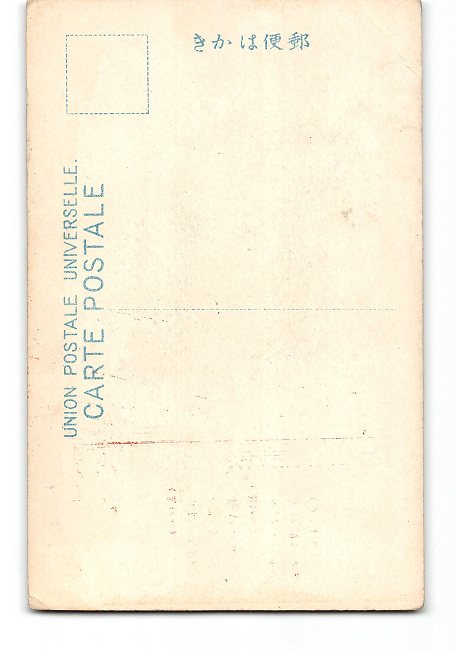 きかは便郵
UNION POSTALE UNIVERSELLE.
CARTE POSTALE